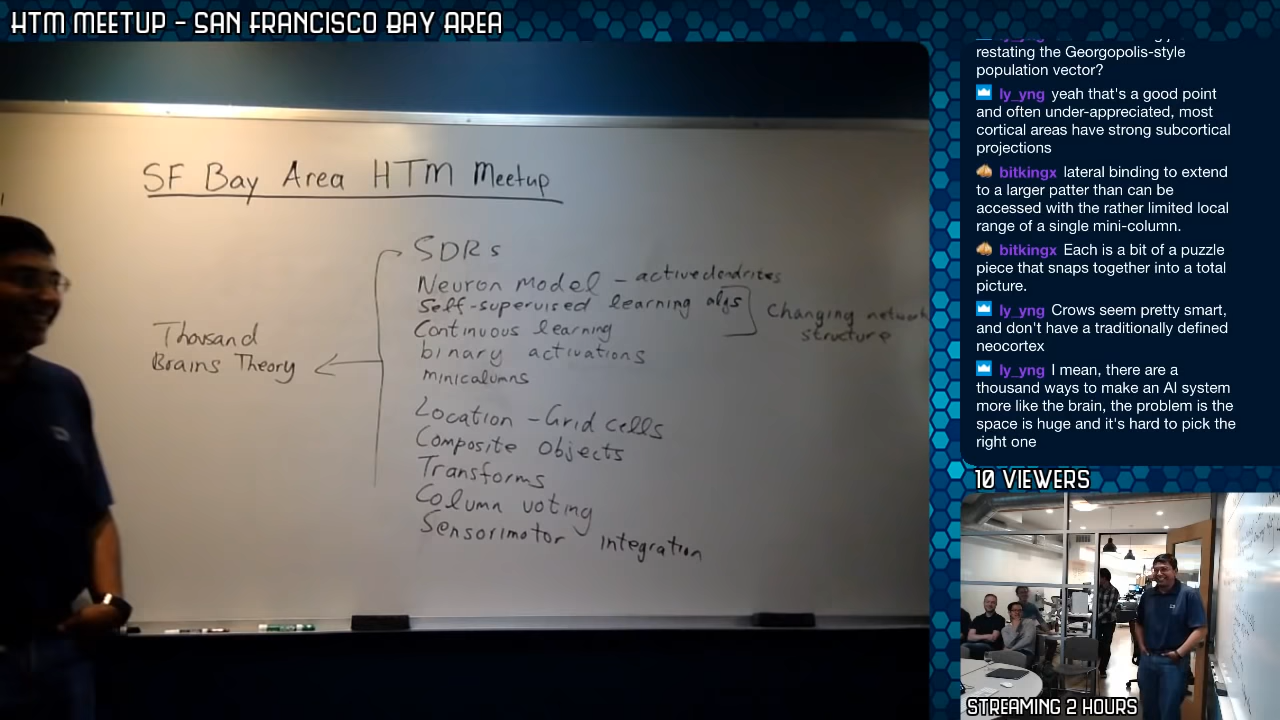 HTM MEETUP - SAN FRANCISCO BAY AREA
SF Bay Area HTM Meetup
SDRs
Neuron model - active dendrites
Self-supervised learning algs
Continuous learning
binary activations
minicalumns
Changing network
structure
Thousand
Brains Theory
Location - Grid cells
Composite Objects
Transforms
Column voting
Sensorimotor integration
restating the Georgopolis-style
population vector?
ly_yng yeah that's a good point
and often under-appreciated, most
cortical areas have strong subcortical
projections
bitkingx lateral binding to extend
to a larger patter than can be
accessed with the rather limited local
range of a single mini-column.
bitkingx Each is a bit of a puzzle
piece that snaps together into a total
picture.
ly_yng Crows seem pretty smart,
and don't have a traditionally defined
neocortex
ly_yng I mean, there are a
thousand ways to make an AI system
more like the brain, the problem is the
space is huge and it's hard to pick the
right one
10 VIEWERS
STREAMING 2 HOURS